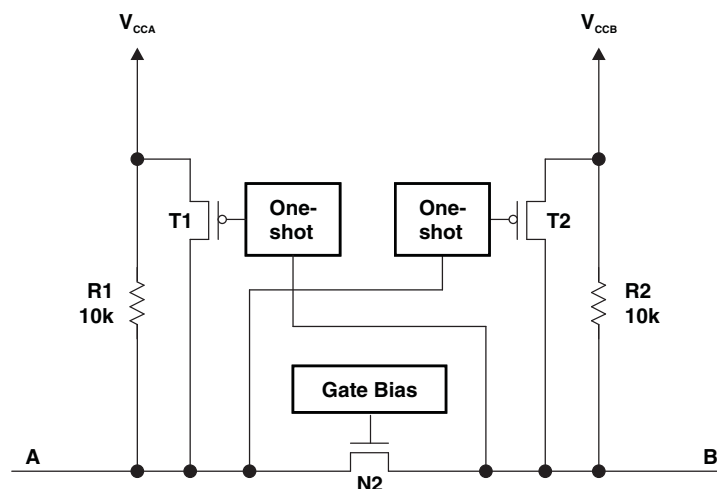 VCCA
VCCB
One-
shot
One-
shot
T1
T2
R1
10k
R2
10k
Gate Bias
A
B
N2